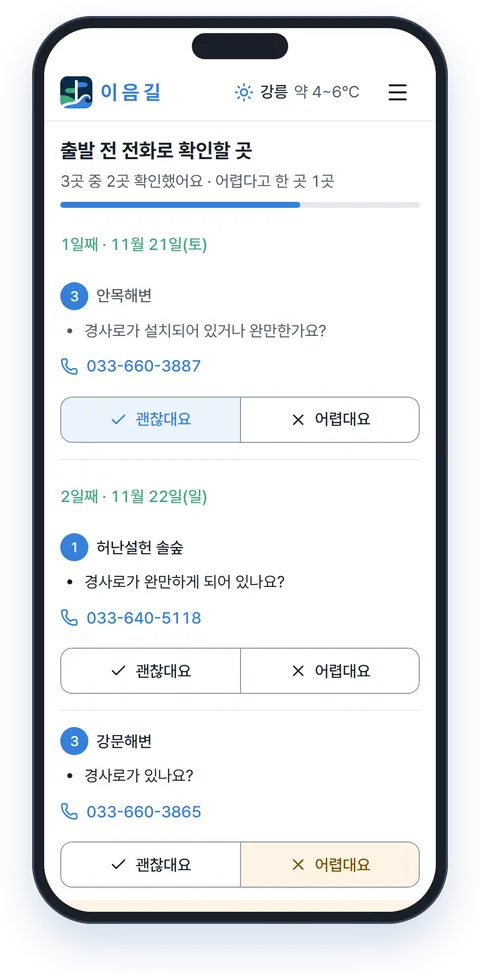 이음길
강릉 약 4~6°C
출발 전 전화로 확인할 곳
3곳 중 2곳 확인했어요 · 어렵다고 한 곳 1곳
1일째 · 11월 21일(토)
3 안목해변
• 경사로가 설치되어 있거나 완만한가요?
033-660-3887
괜찮대요
어렵대요
2일째 · 11월 22일(일)
1 허난설헌 솔숲
• 경사로가 완만하게 되어 있나요?
033-640-5118
괜찮대요
어렵대요
3 강문해변
• 경사로가 있나요?
033-660-3865
괜찮대요
어렵대요